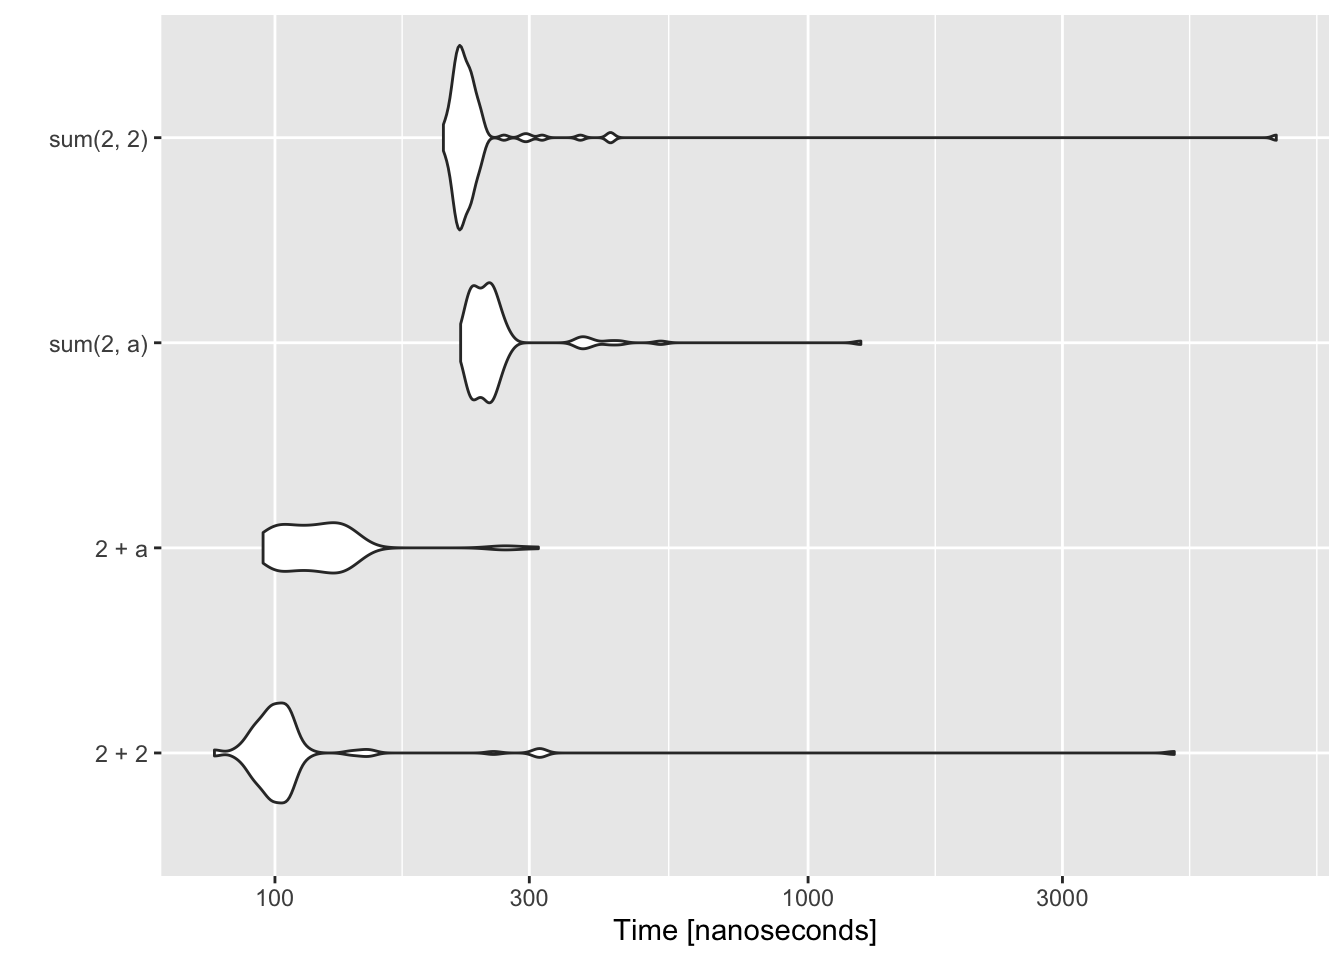 sum(2, 2)
sum(2, a)
2 + a
2 + 2
100 300 1000 3000
Time [nanoseconds]